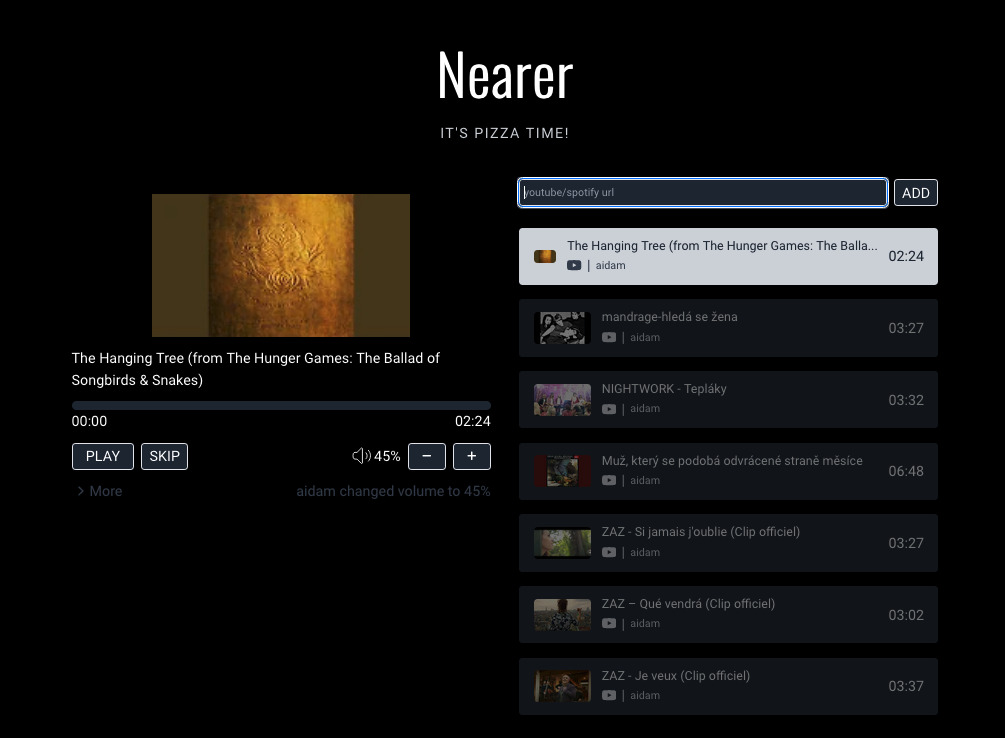 Nearer
IT'S PIZZA TIME!
The Hanging Tree (from The Hunger Games: The Ballad of
Songbirds & Snakes)
00:00 02:24
PLAY SKIP 45% − +
> More aidam changed volume to 45%
youtube/spotify url ADD
The Hanging Tree (from The Hunger Games: The Balla... 02:24
| aidam
mandrage-hledá se žena 03:27
| aidam
NIGHTWORK - Tepláky 03:32
| aidam
Muž, který se podobá odvrácené straně měsíce 06:48
| aidam
ZAZ - Si jamais j'oublie (Clip officiel) 03:27
| aidam
ZAZ – Qué vendrá (Clip officiel) 03:02
| aidam
ZAZ - Je veux (Clip officiel) 03:37
| aidam